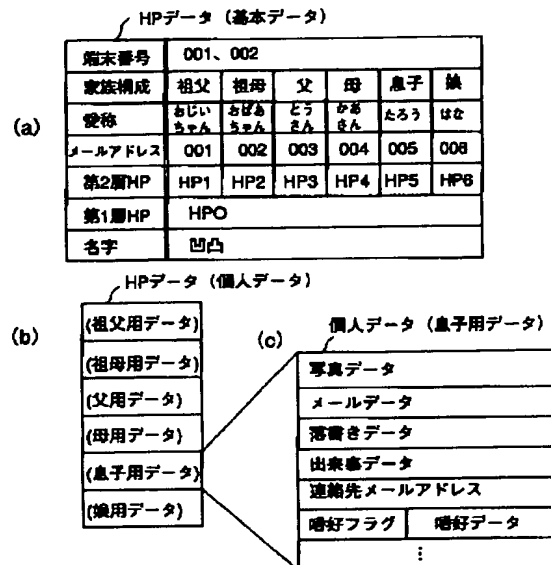 HPデータ（基本データ）
(a)
端末番号 001、002
家族構成 祖父 祖母 父 母 息子 娘
愛称 おじいちゃん おばあちゃん とうさん かあさん たろう はな
メールアドレス 001 002 003 004 005 006
第2層HP HP1 HP2 HP3 HP4 HP5 HP6
第1層HP HPO
名字 凹凸
HPデータ（個人データ）
(b)
(祖父用データ)
(祖母用データ)
(父用データ)
(母用データ)
(息子用データ)
(娘用データ)
(c)
個人データ（息子用データ）
写真データ
メールデータ
落書きデータ
出来事データ
連絡先メールアドレス
嗜好フラグ 嗜好データ
⋮